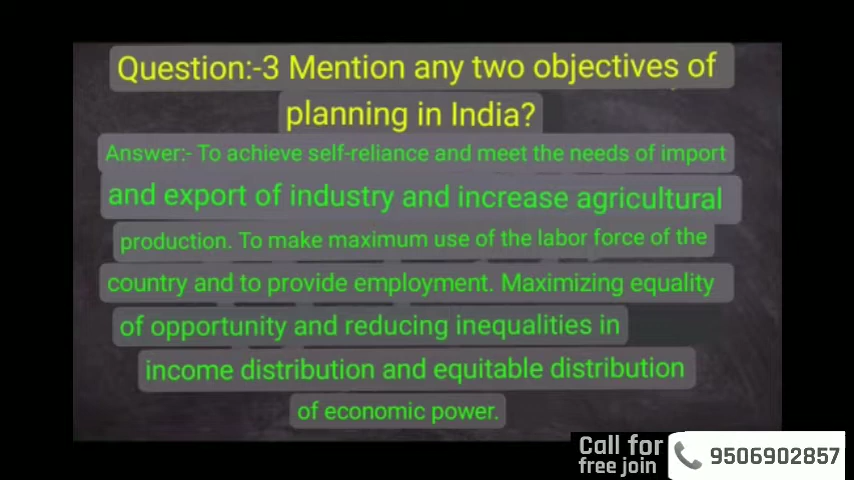 Question:-3 Mention any two objectives of
planning in India?
Answer:- To achieve self-reliance and meet the needs of import
and export of industry and increase agricultural
production. To make maximum use of the labor force of the
country and to provide employment. Maximizing equality
of opportunity and reducing inequalities in
income distribution and equitable distribution
of economic power.
Call for
free join
9506902857